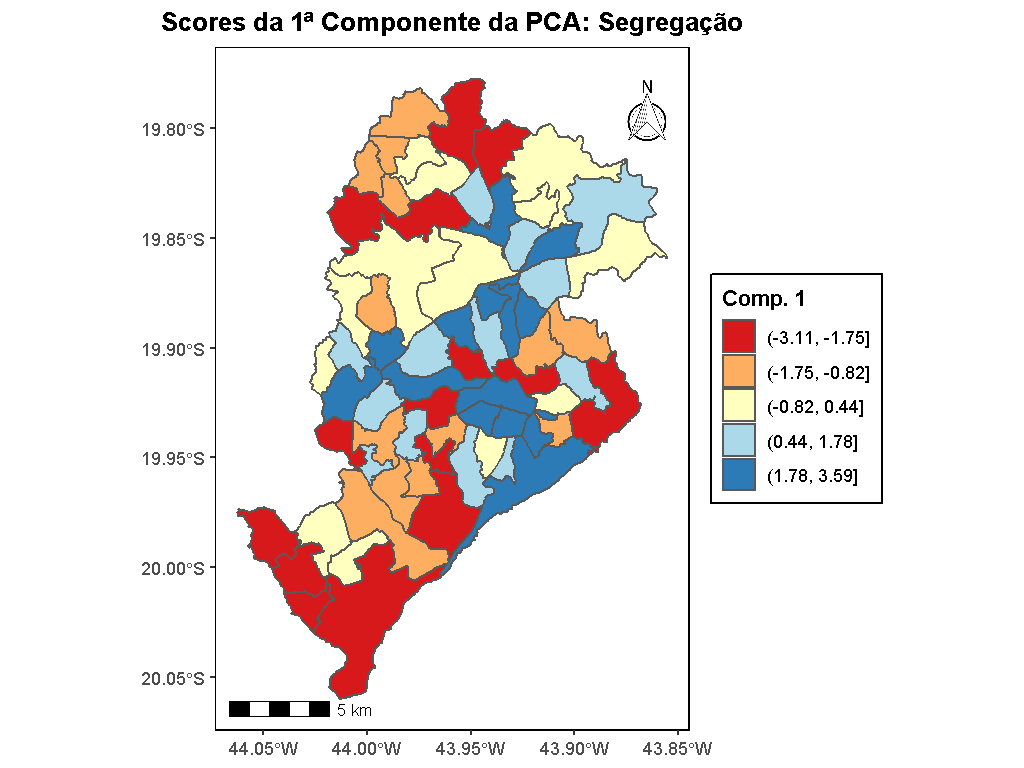 Scores da 1ª Componente da PCA: Segregação
N
19.80°S
19.85°S
19.90°S
19.95°S
20.00°S
20.05°S
Comp. 1
(-3.11, -1.75]
(-1.75, -0.82]
(-0.82, 0.44]
(0.44, 1.78]
(1.78, 3.59]
5 km
44.05°W 44.00°W 43.95°W 43.90°W 43.85°W